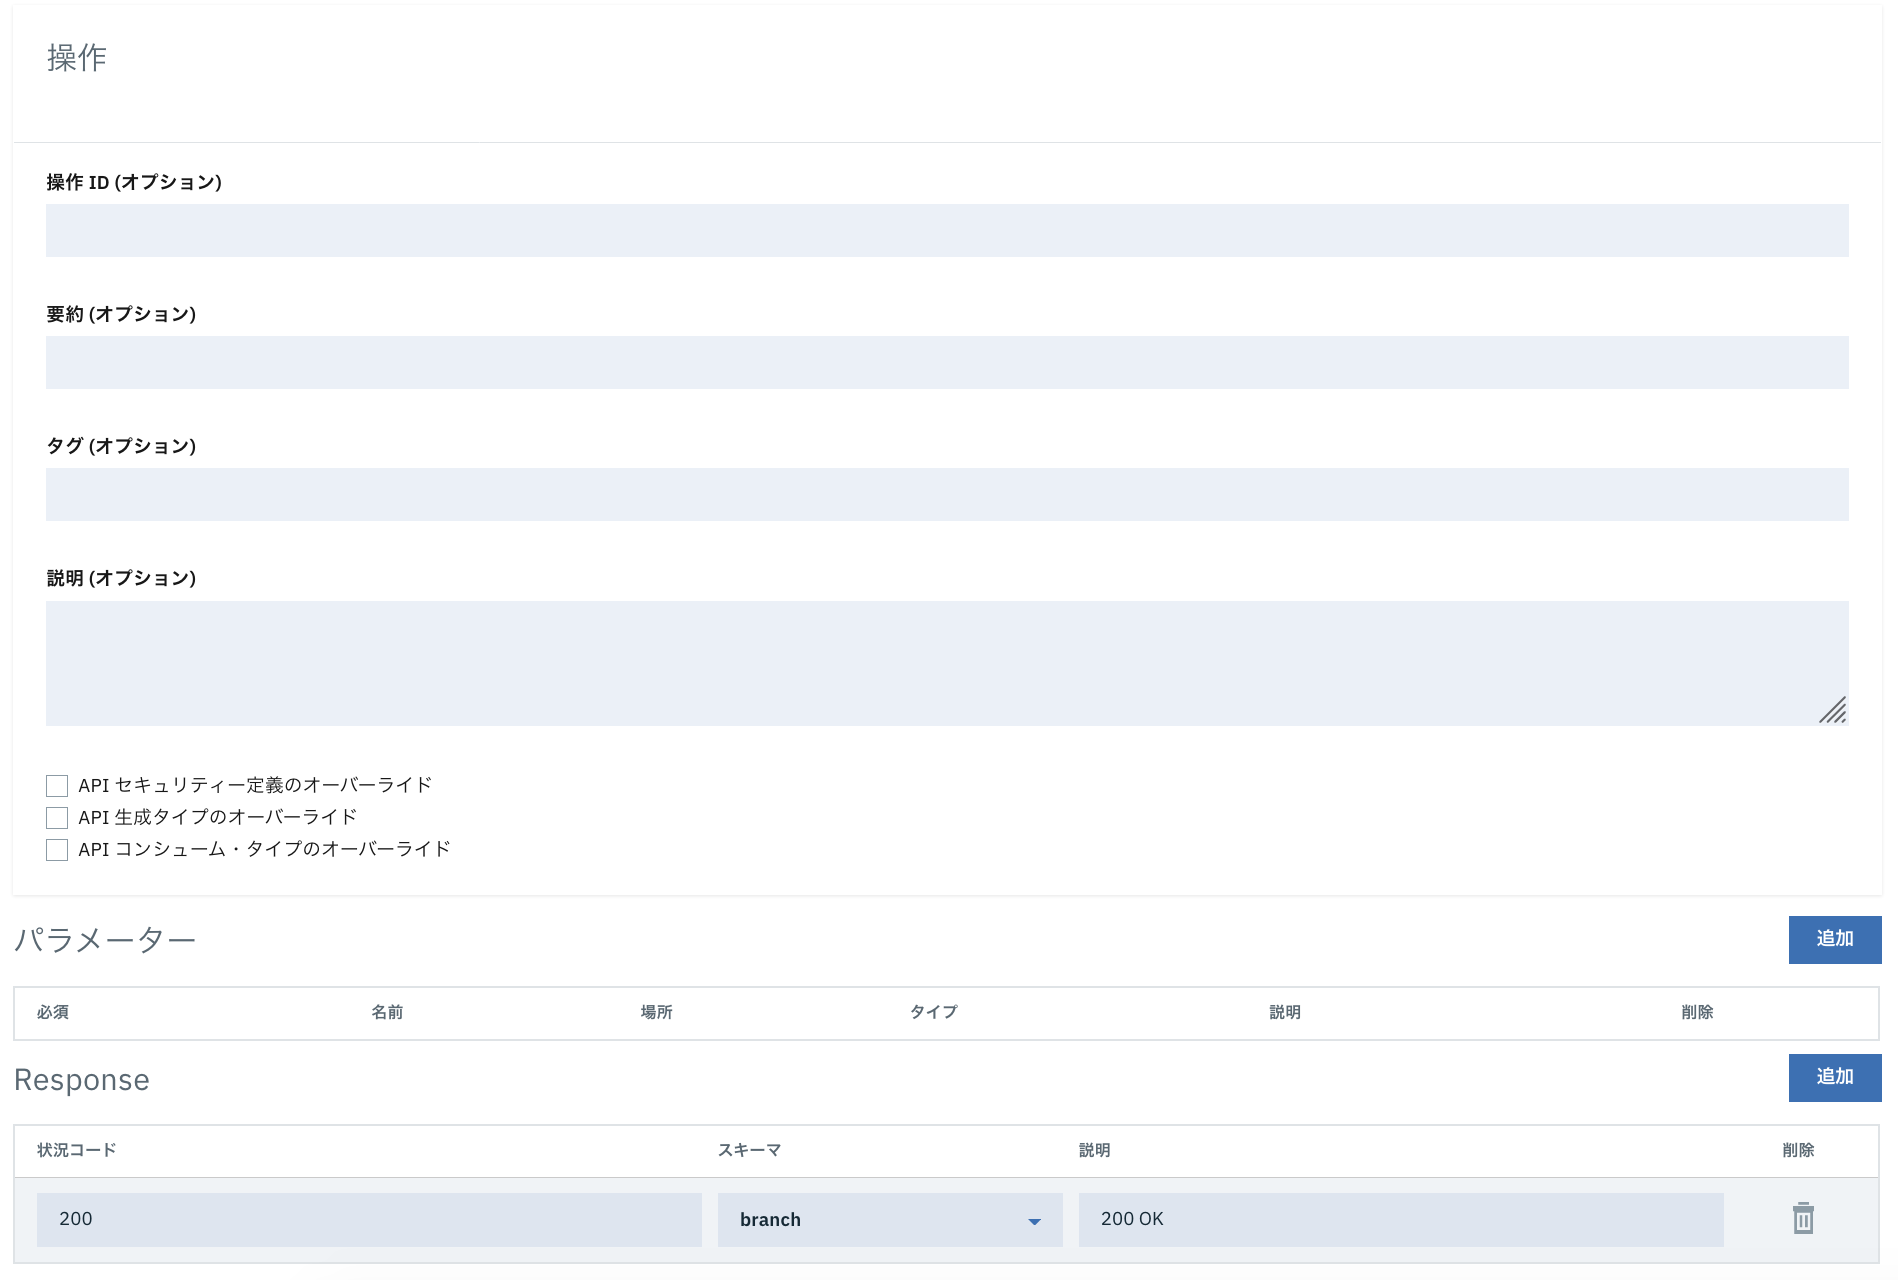 操作
操作 ID (オプション)
要約 (オプション)
タグ (オプション)
説明 (オプション)
API セキュリティー定義のオーバーライド
API 生成タイプのオーバーライド
API コンシューム・タイプのオーバーライド
パラメーター 追加
必須 名前 場所 タイプ 説明 削除
Response 追加
状況コード スキーマ 説明 削除
200 branch 200 OK